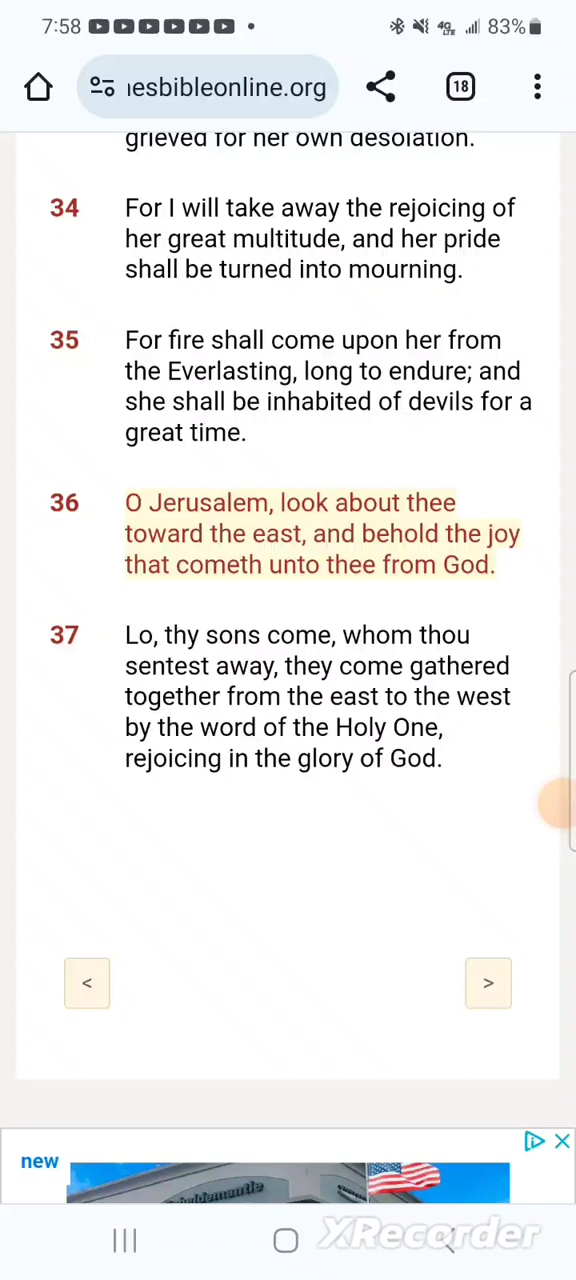 7:58
4G
LTE
83%
ıesbibleonline.org
18
grieved for her own desolation.
34 For I will take away the rejoicing of
her great multitude, and her pride
shall be turned into mourning.
35 For fire shall come upon her from
the Everlasting, long to endure; and
she shall be inhabited of devils for a
great time.
36 O Jerusalem, look about thee
toward the east, and behold the joy
that cometh unto thee from God.
37 Lo, thy sons come, whom thou
sentest away, they come gathered
together from the east to the west
by the word of the Holy One,
rejoicing in the glory of God.
< >
new
XRecorder